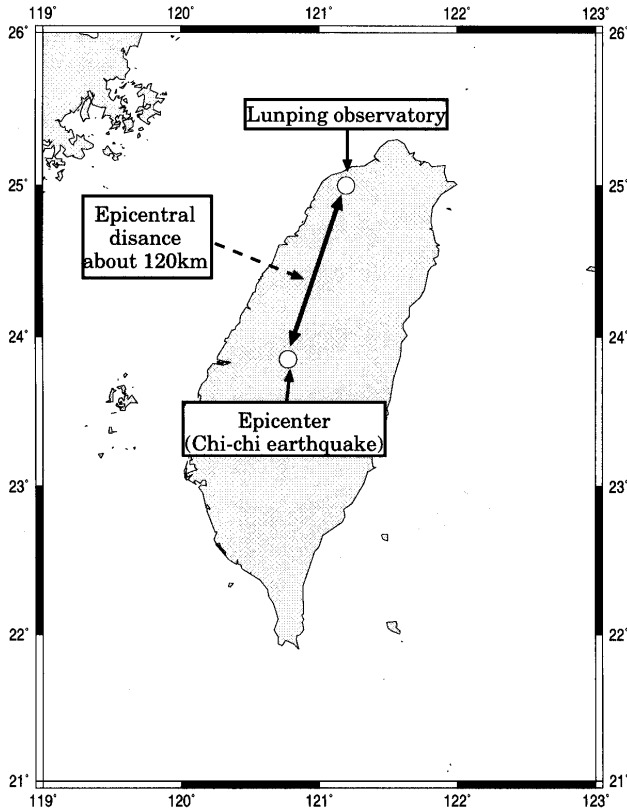 119° 120° 121° 122° 123°
26° 26°
Lunping observatory
25° 25°
Epicentral
disance
about 120km
24° 24°
Epicenter
(Chi-chi earthquake)
23° 23°
22° 22°
21° 21°
119° 120° 121° 122° 123°